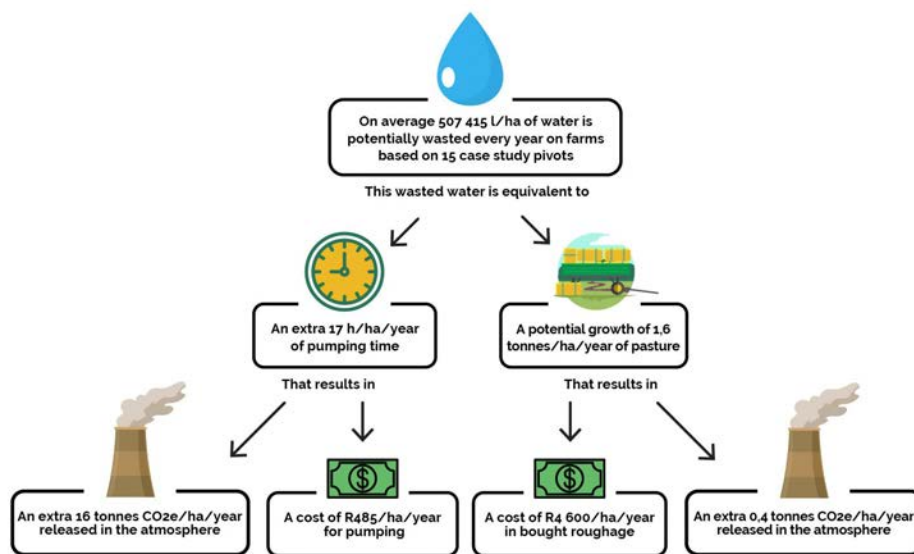 On average 507 415 l/ha of water is
potentially wasted every year on farms
based on 15 case study pivots
This wasted water is equivalent to
An extra 17 h/ha/year
of pumping time
A potential growth of 1,6
tonnes/ha/year of pasture
That results in
That results in
An extra 16 tonnes CO2e/ha/year
released in the atmosphere
A cost of R485/ha/year
for pumping
A cost of R4 600/ha/year
in bought roughage
An extra 0,4 tonnes CO2e/ha/year
released in the atmosphere